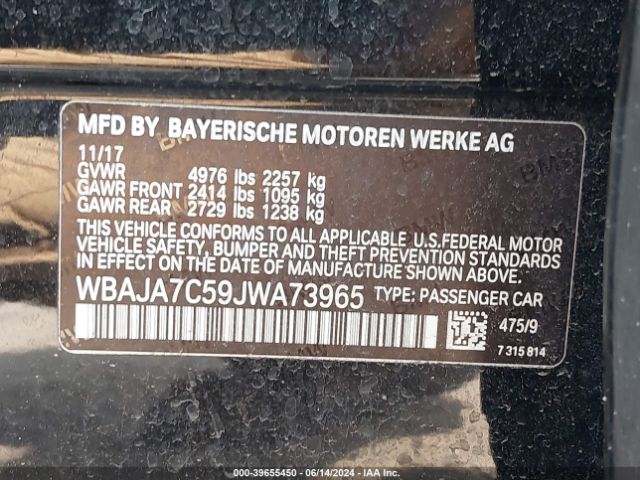 MFD BY BAYERISCHE MOTOREN WERKE AG
11/17
GVWR 4976 lbs 2257 kg
GAWR FRONT 2414 lbs 1095 kg
GAWR REAR 2729 lbs 1238 kg
THIS VEHICLE CONFORMS TO ALL APPLICABLE U.S.FEDERAL MOTOR
VEHICLE SAFETY, BUMPER AND THEFT PREVENTION STANDARDS
IN EFFECT ON THE DATE OF MANUFACTURE SHOWN ABOVE.
WBAJA7C59JWA73965 TYPE: PASSENGER CAR
475/9
7 315 814
000-39655450 - 06/14/2024 - IAA Inc.